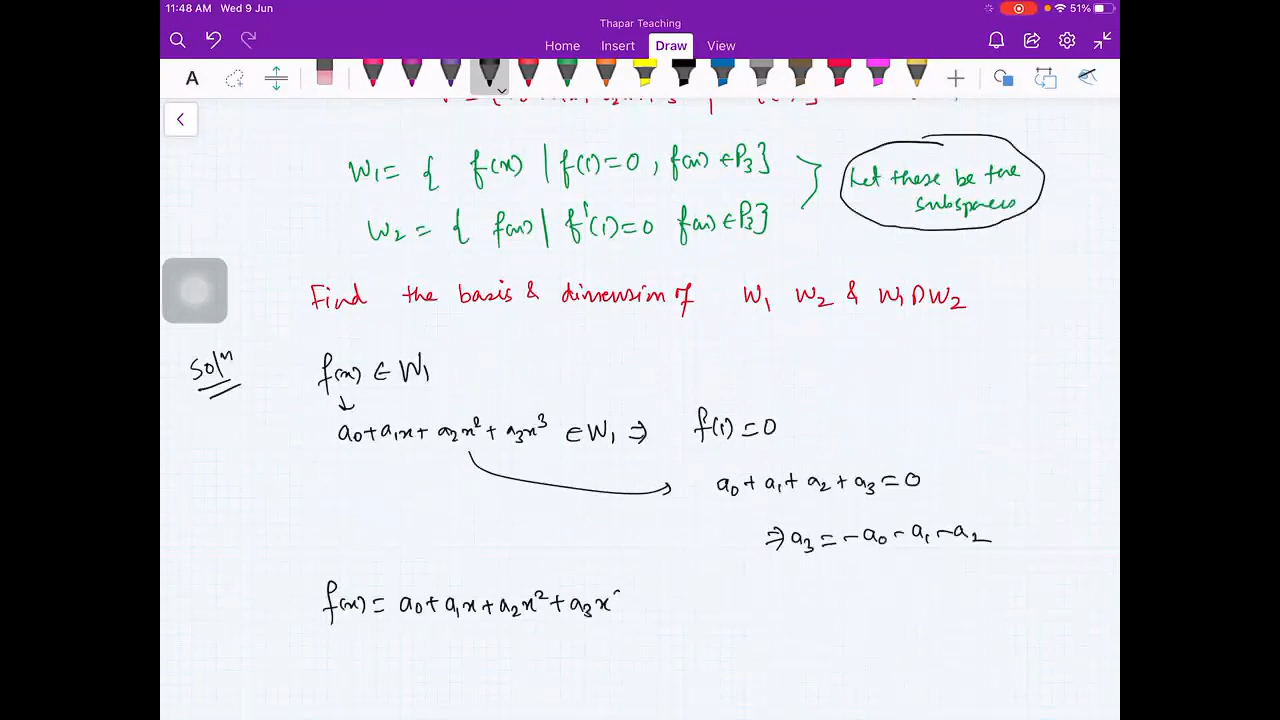 11:48 AM Wed 9 Jun
51%
Thapar Teaching
Home Insert Draw View
W₁ = { f(x) | f(1)=0, f(x) ∈ P₃}
W₂ = { f(x) | f'(1)=0 f(x) ∈ P₃}
Let these be the
subspaces
Find the basis & dimension of W₁ W₂ & W₁∩W₂
Solⁿ
f(x) ∈ W₁
↓
a₀+a₁x+a₂x²+a₃x³ ∈ W₁ ⇒ f(1)=0
a₀+a₁+a₂+a₃=0
⇒ a₃=-a₀-a₁-a₂
f(x)= a₀+a₁x+a₂x²+a₃x